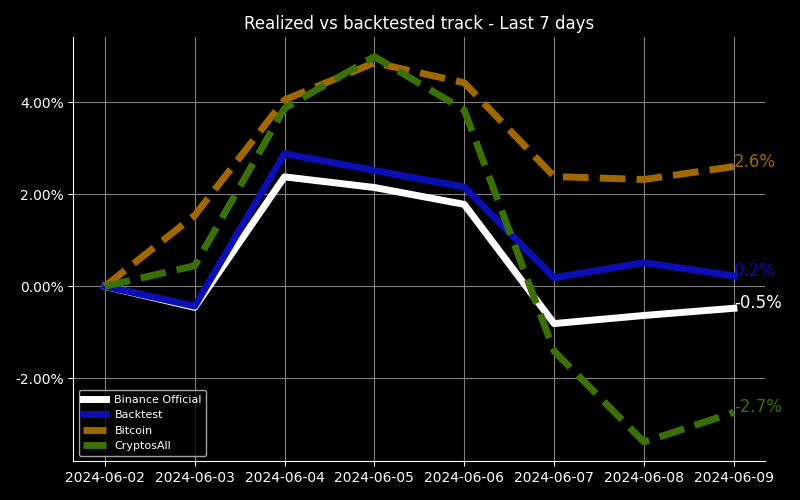 Realized vs backtested track - Last 7 days
4.00%
2.00%
0.00%
-2.00%
2.6%
0.2%
-0.5%
-2.7%
Binance Official
Backtest
Bitcoin
CryptosAll
2024-06-02 2024-06-03 2024-06-04 2024-06-05 2024-06-06 2024-06-07 2024-06-08 2024-06-09